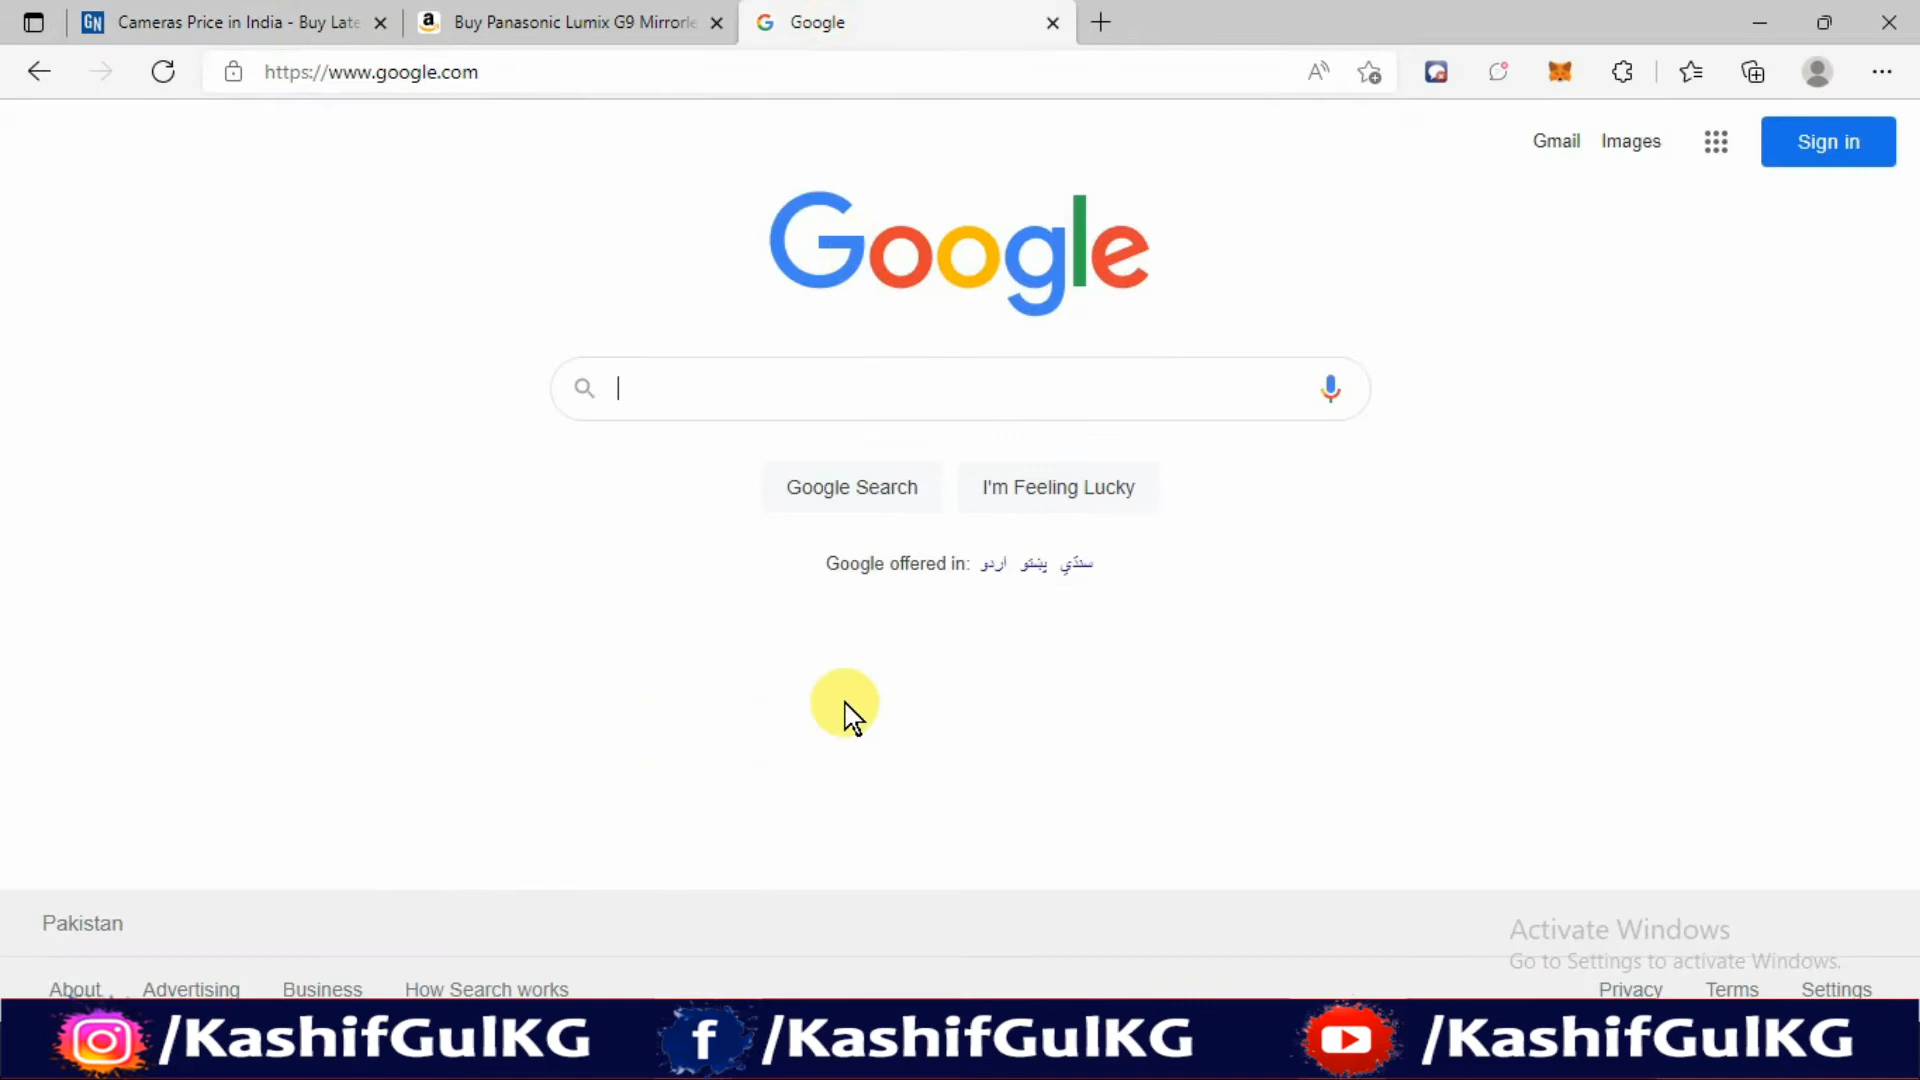 GN Cameras Price in India - Buy Late
a Buy Panasonic Lumix G9 Mirrorle
Google
https://www.google.com
Gmail Images Sign in
Google
Google Search I'm Feeling Lucky
Google offered in: اردو پښتو سنڌي
Pakistan
Activate Windows
Go to Settings to activate Windows.
About Advertising Business How Search works Privacy Terms Settings
/KashifGulKG f /KashifGulKG /KashifGulKG